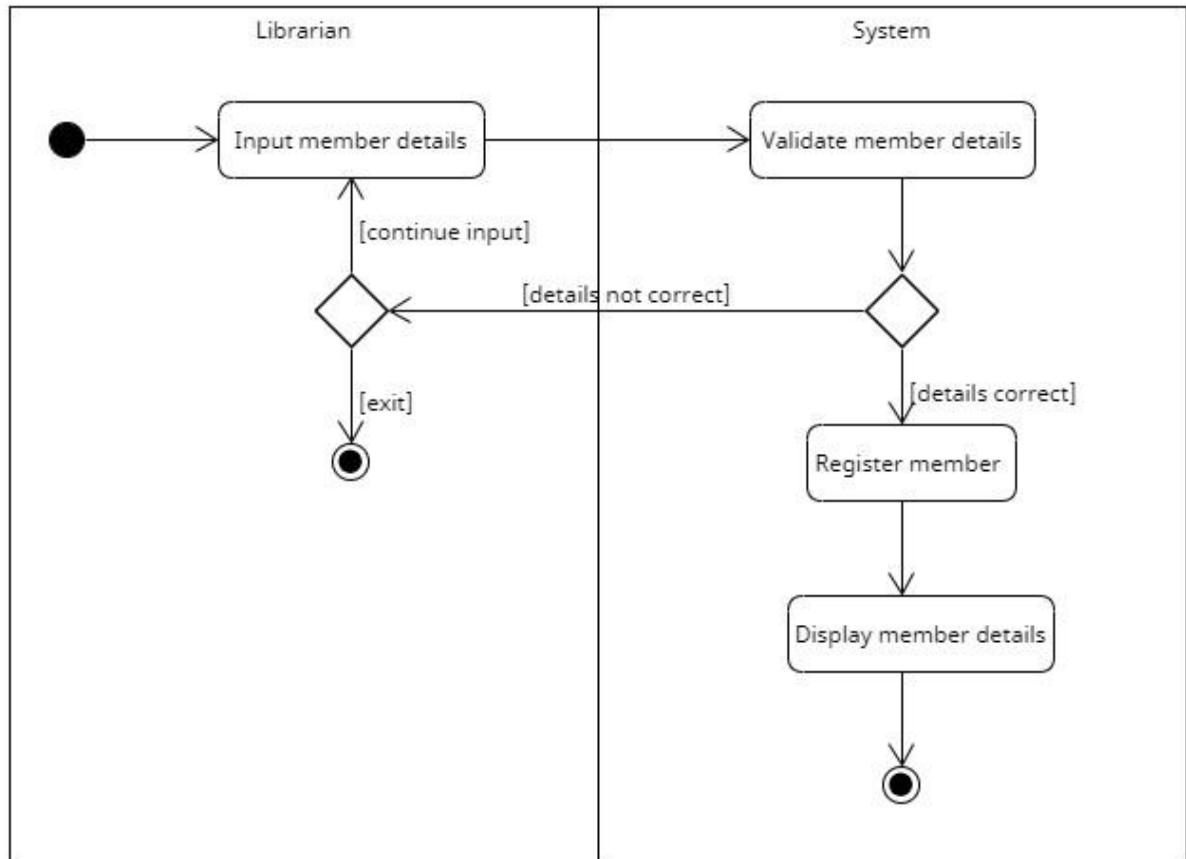 Librarian
System
Input member details
Validate member details
[continue input]
[details not correct]
[exit]
[details correct]
Register member
Display member details